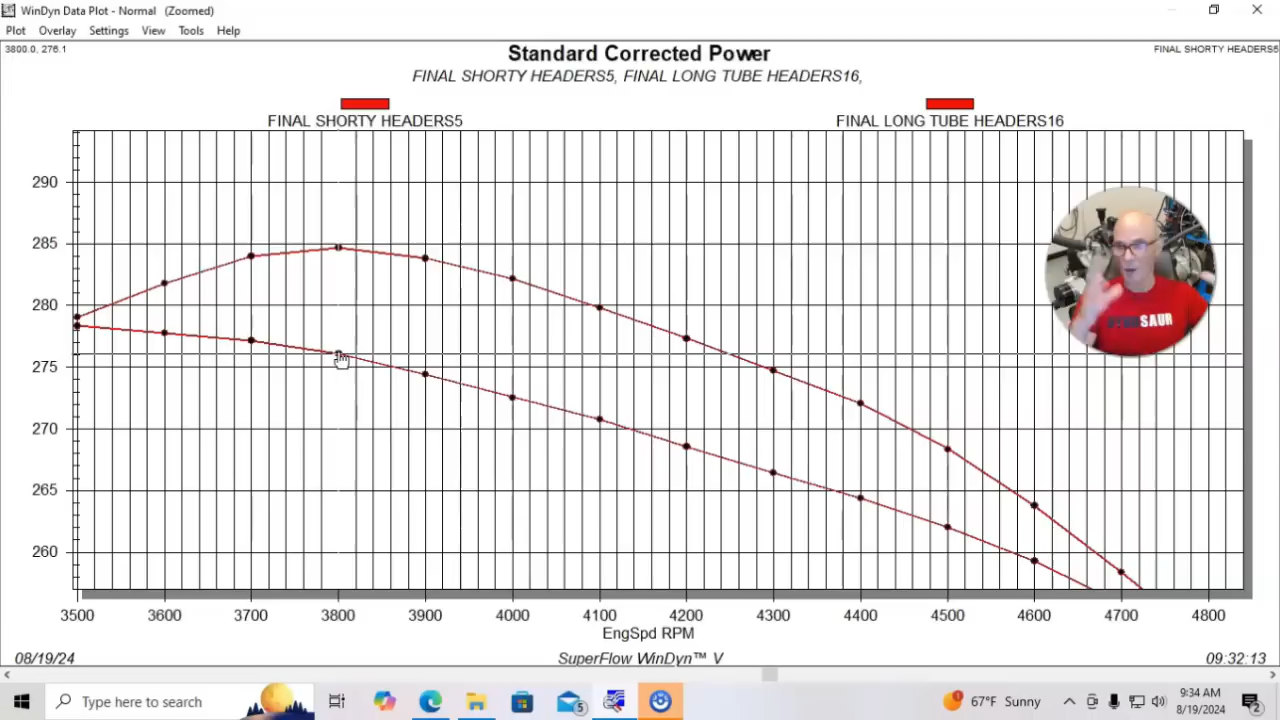 WinDyn Data Plot - Normal (Zoomed)
Plot Overlay Settings View Tools Help
3800.0, 276.1
FINAL SHORTY HEADERS5
Standard Corrected Power
FINAL SHORTY HEADERS5, FINAL LONG TUBE HEADERS16,
FINAL SHORTY HEADERS5
FINAL LONG TUBE HEADERS16
290
285
280
275
270
265
260
SAUR
3500 3600 3700 3800 3900 4000 4100 4200 4300 4400 4500 4600 4700 4800
EngSpd RPM
08/19/24
SuperFlow WinDyn™ V
09:32:13
Type here to search
5
67°F Sunny
9:34 AM
8/19/2024
2